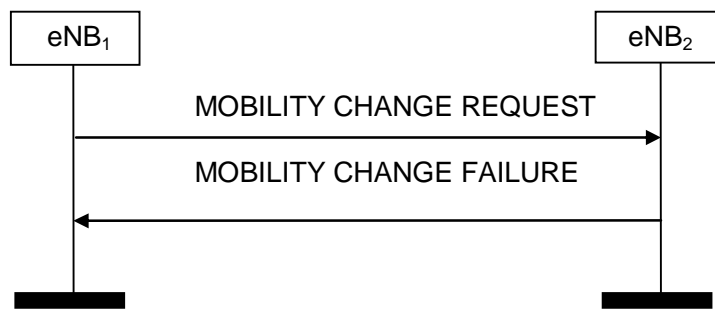 eNB₁
eNB₂
MOBILITY CHANGE REQUEST
MOBILITY CHANGE FAILURE